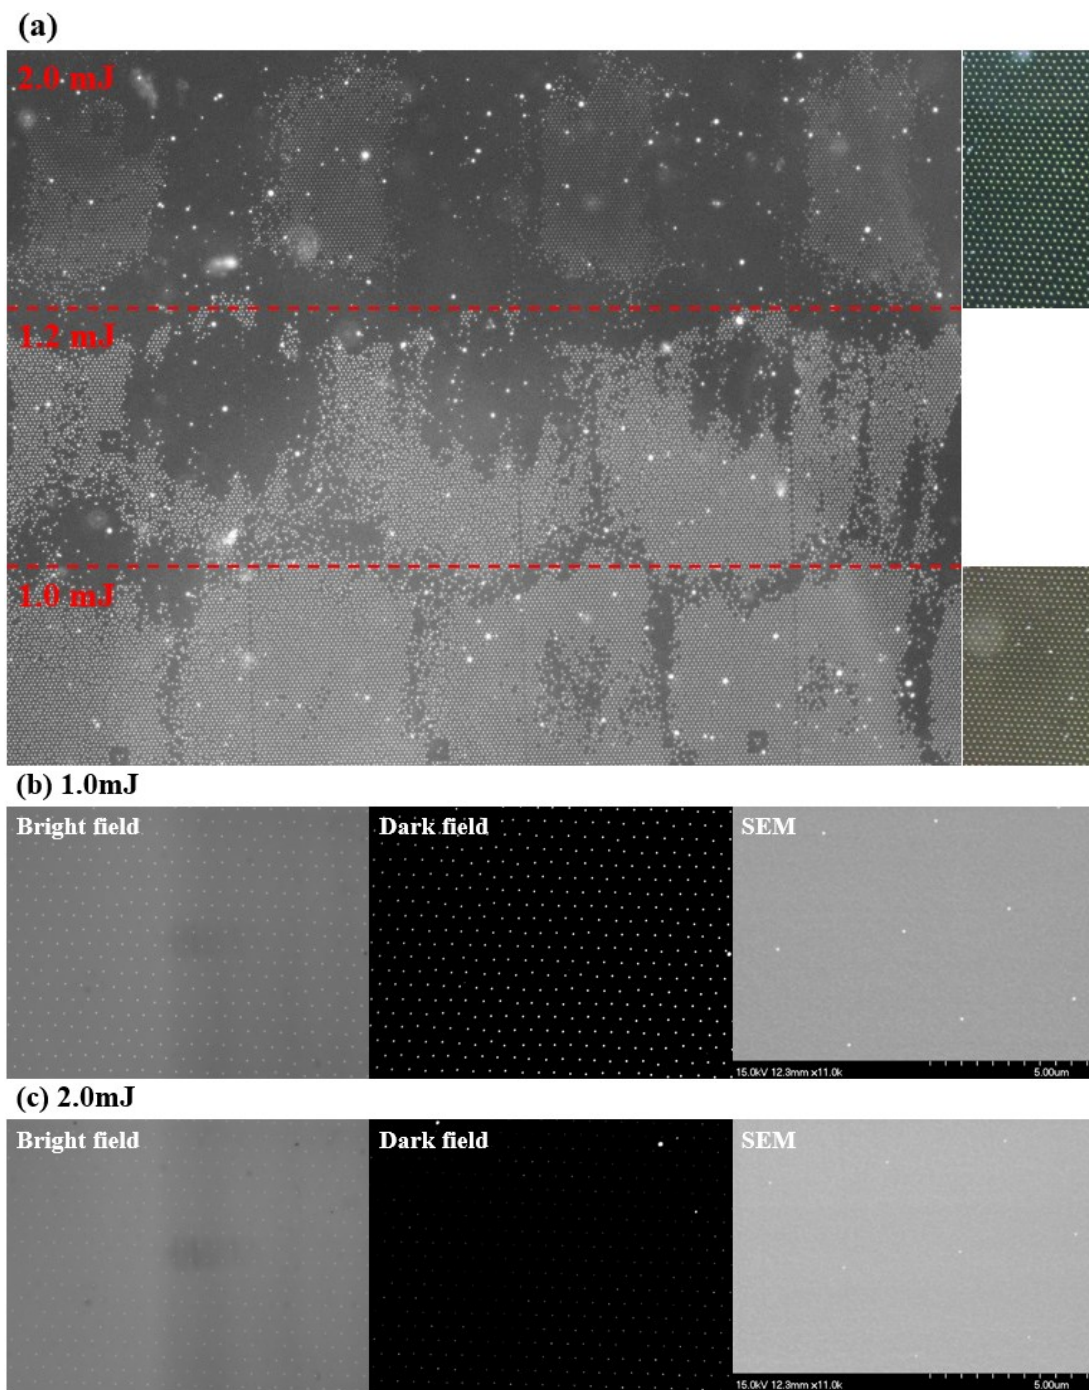 (a)
2.0 mJ
1.2 mJ
1.0 mJ
(b) 1.0mJ
Bright field
Dark field
SEM
15.0kV 12.3mm x11.0k
5.00um
(c) 2.0mJ
Bright field
Dark field
SEM
15.0kV 12.3mm x11.0k
5.00um